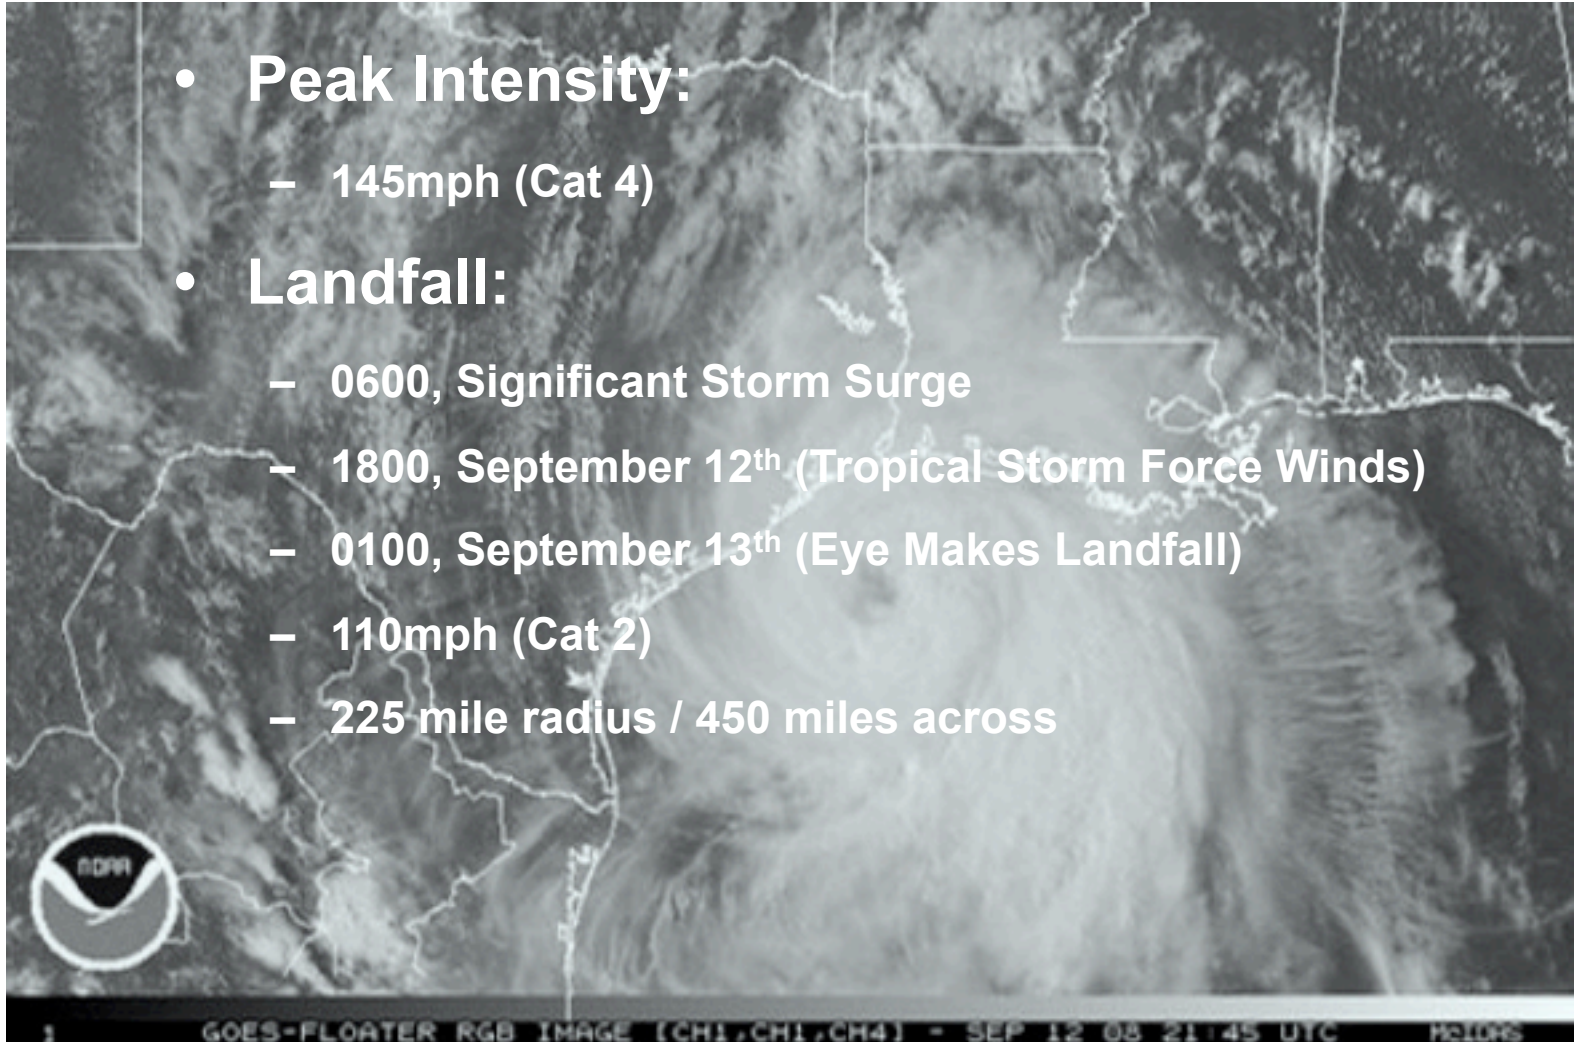 • Peak Intensity:
– 145mph (Cat 4)
• Landfall:
– 0600, Significant Storm Surge
– 1800, September 12th (Tropical Storm Force Winds)
– 0100, September 13th (Eye Makes Landfall)
– 110mph (Cat 2)
– 225 mile radius / 450 miles across
NOAA
1 GOES-FLOATER RGB IMAGE [CH1,CH1,CH4] - SEP 12 08 21:45 UTC McIDAS